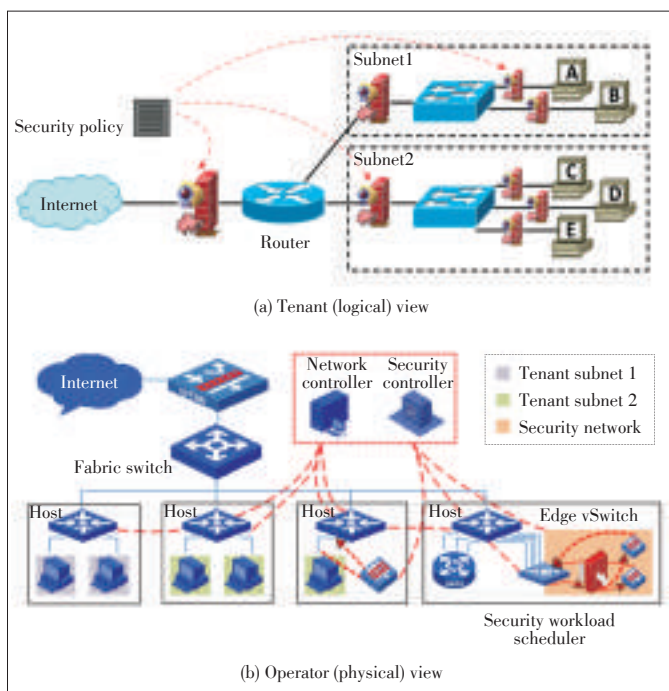 Subnet1
A
B
Security policy
Subnet2
C
D
E
Internet
Router
(a) Tenant (logical) view
Internet
Network
controller
Security
controller
Tenant subnet 1
Tenant subnet 2
Security network
Fabric switch
Host
Host
Host
Host
Edge vSwitch
Security workload
scheduler
(b) Operator (physical) view